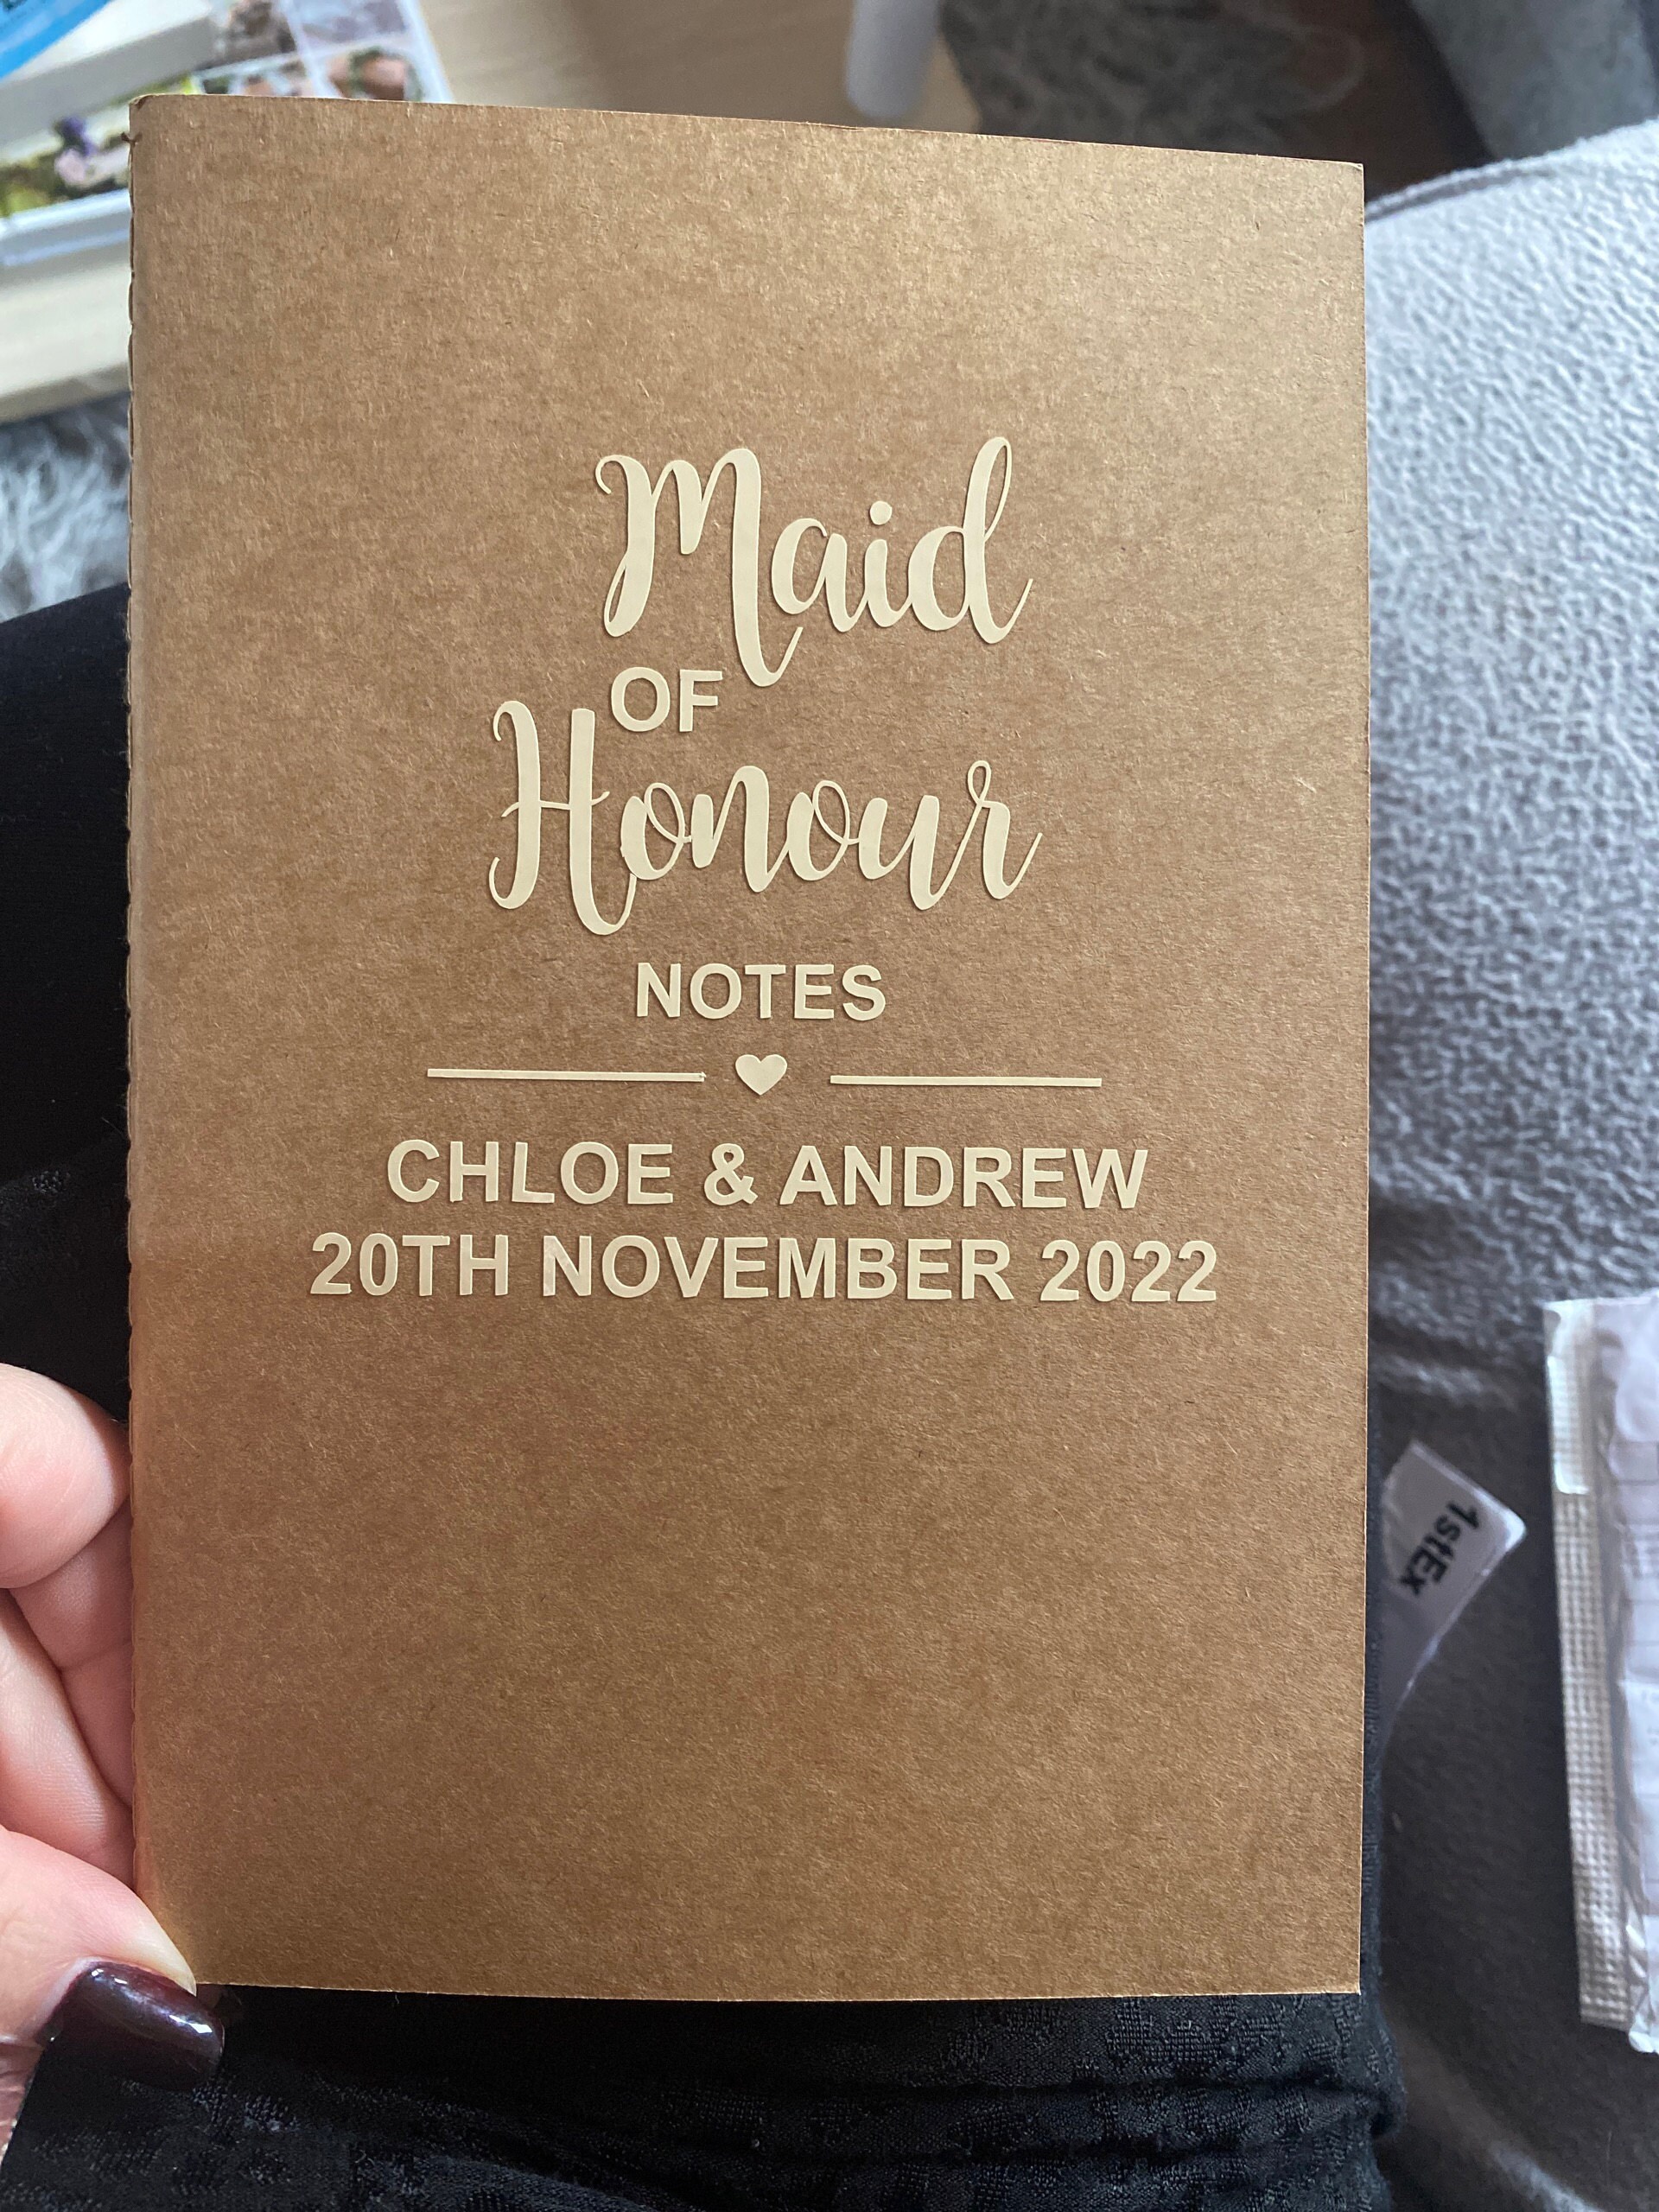 Maid
OF
Honour
NOTES
CHLOE & ANDREW
20TH NOVEMBER 2022
1stEx